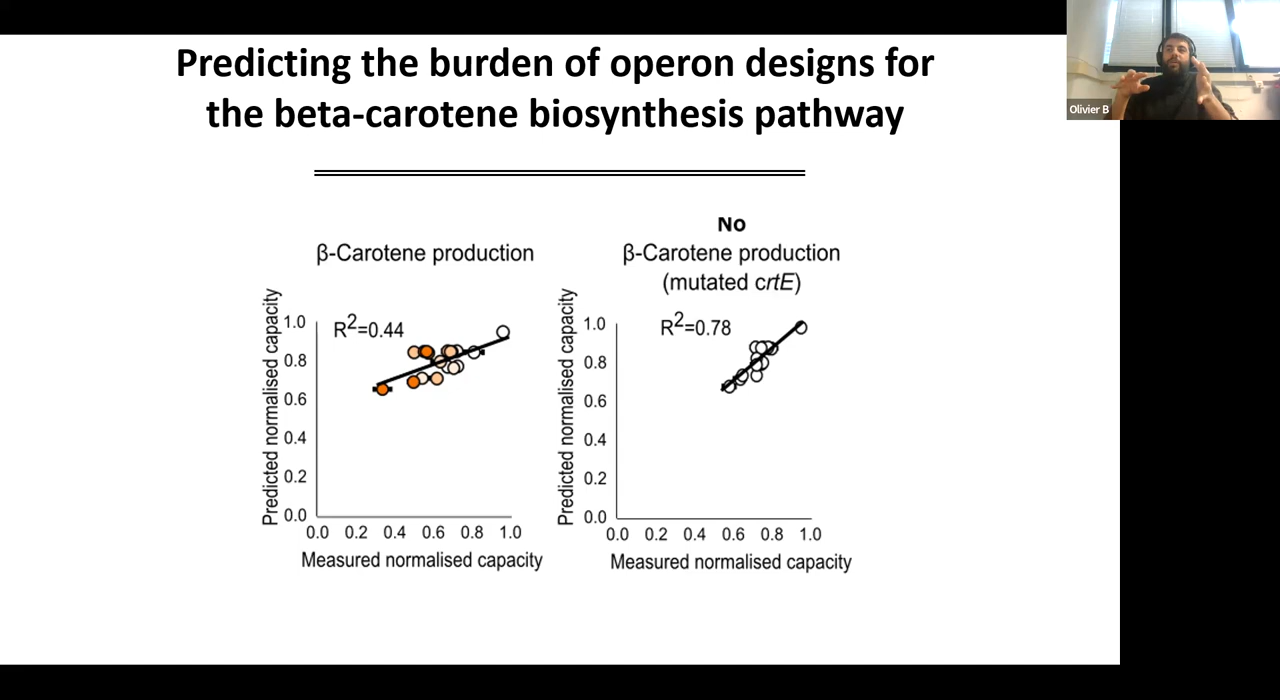 Predicting the burden of operon designs for
the beta-carotene biosynthesis pathway
Olivier B
β-Carotene production
Predicted normalised capacity
R2=0.44
1.0
0.8
0.6
0.4
0.2
0.0
0.0 0.2 0.4 0.6 0.8 1.0
Measured normalised capacity
No
β-Carotene production
(mutated crtE)
Predicted normalised capacity
R2=0.78
1.0
0.8
0.6
0.4
0.2
0.0
0.0 0.2 0.4 0.6 0.8 1.0
Measured normalised capacity